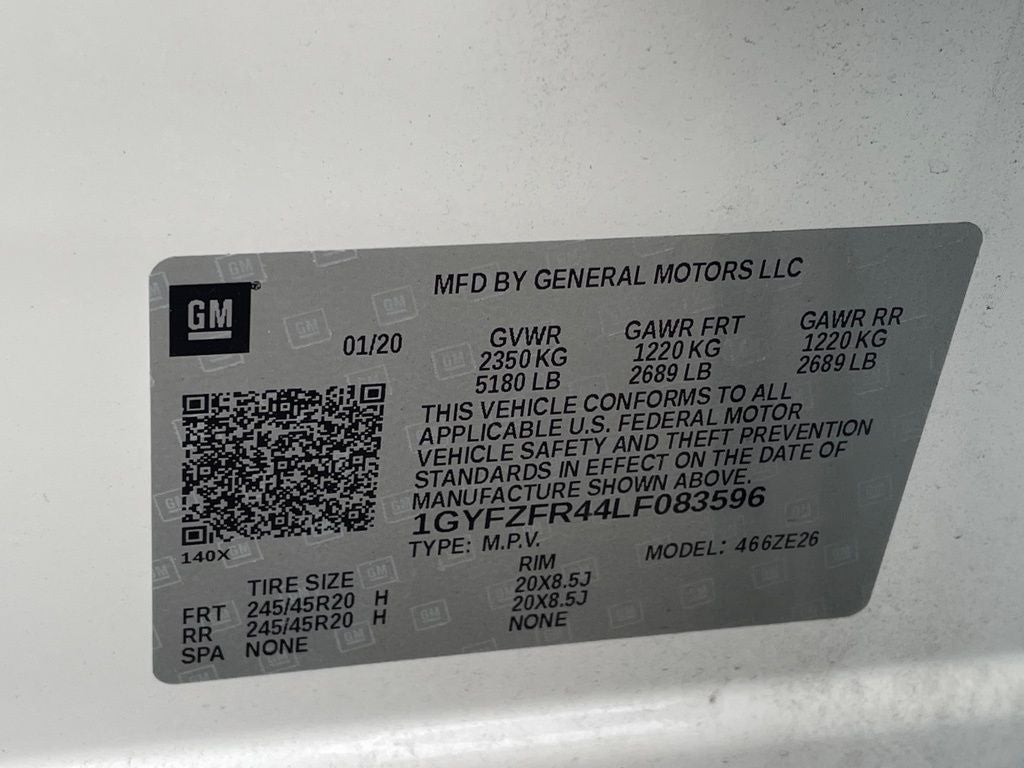 GM
MFD BY GENERAL MOTORS LLC
01/20
GVWR GAWR FRT GAWR RR
2350 KG 1220 KG 1220 KG
5180 LB 2689 LB 2689 LB
THIS VEHICLE CONFORMS TO ALL
APPLICABLE U.S. FEDERAL MOTOR
VEHICLE SAFETY AND THEFT PREVENTION
STANDARDS IN EFFECT ON THE DATE OF
MANUFACTURE SHOWN ABOVE.
1GYFZFR44LF083596
140X
TYPE: M.P.V. MODEL: 466ZE26
TIRE SIZE RIM
FRT 245/45R20 H 20X8.5J
RR 245/45R20 H 20X8.5J
SPA NONE NONE